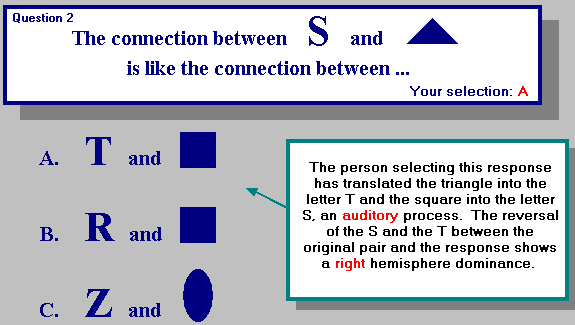 Question 2
The connection between S and
is like the connection between ...
Your selection: A
A. T and
B. R and
C. Z and
The person selecting this response
has translated the triangle into the
letter T and the square into the letter
S, an auditory process. The reversal
of the S and the T between the
original pair and the response shows
a right hemisphere dominance.